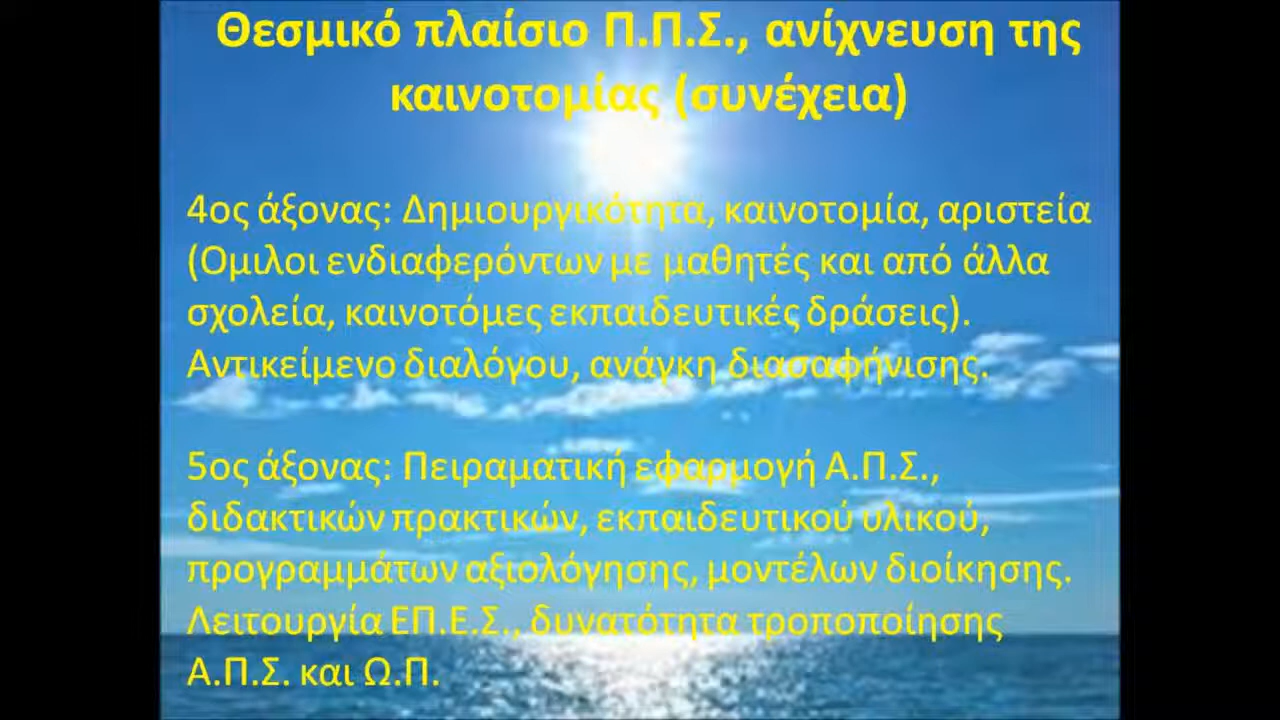 Θεσμικό πλαίσιο Π.Π.Σ., ανίχνευση της
καινοτομίας (συνέχεια)
4ος άξονας: Δημιουργικότητα, καινοτομία, αριστεία
(Ομιλοι ενδιαφερόντων με μαθητές και από άλλα
σχολεία, καινοτόμες εκπαιδευτικές δράσεις).
Αντικείμενο διαλόγου, ανάγκη διασαφήνισης.
5ος άξονας: Πειραματική εφαρμογή Α.Π.Σ.,
διδακτικών πρακτικών, εκπαιδευτικού υλικού,
προγραμμάτων αξιολόγησης, μοντέλων διοίκησης.
Λειτουργία ΕΠ.Ε.Σ., δυνατότητα τροποποίησης
Α.Π.Σ. και Ω.Π.